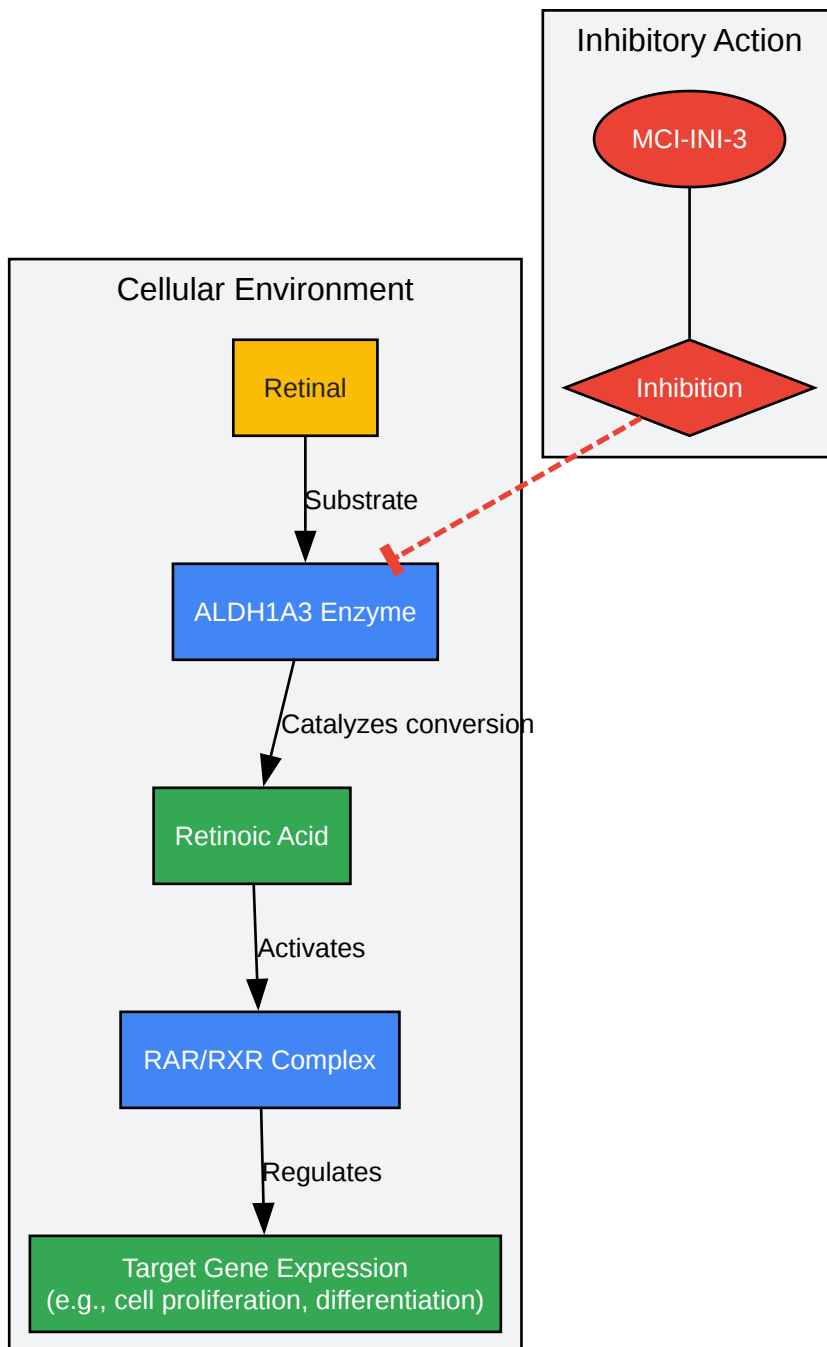 Inhibitory Action
MCI-INI-3
Inhibition
Cellular Environment
Retinal
Substrate
ALDH1A3 Enzyme
Catalyzes conversion
Retinoic Acid
Activates
RAR/RXR Complex
Regulates
Target Gene Expression
(e.g., cell proliferation, differentiation)